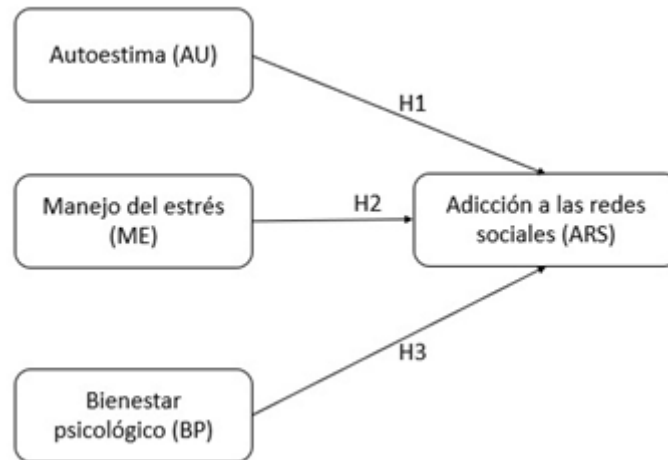 Autoestima (AU)
H1
Manejo del estrés
(ME)
H2
Adicción a las redes
sociales (ARS)
H3
Bienestar
psicológico (BP)